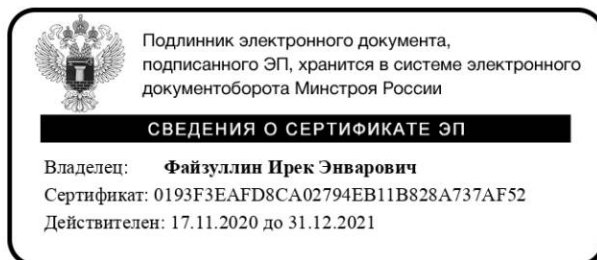 Подлинник электронного документа,
подписанного ЭП, хранится в системе электронного
документоборота Минстроя России
СВЕДЕНИЯ О СЕРТИФИКАТЕ ЭП
Владелец: Файзуллин Ирек Энварович
Сертификат: 0193F3EAFD8CA02794EB11B828A737AF52
Действителен: 17.11.2020 до 31.12.2021